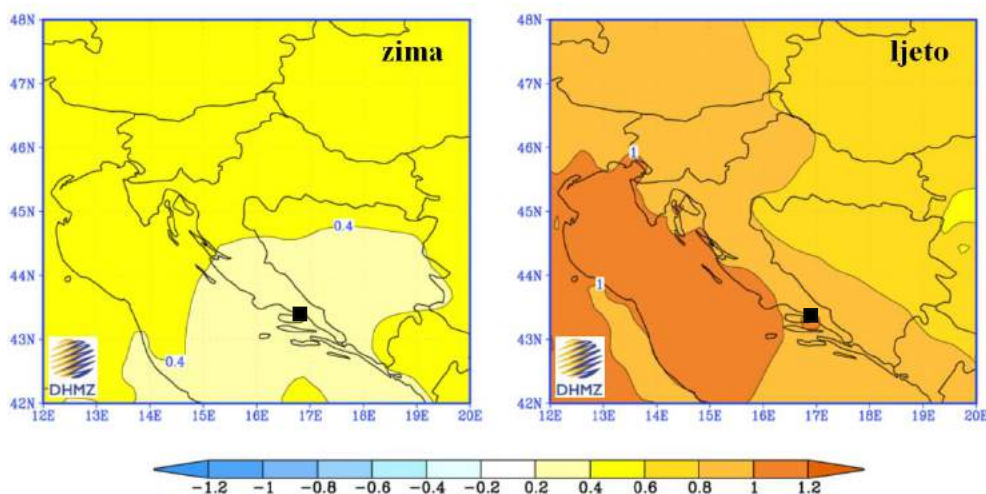 zima
ljeto
48N
47N
46N
45N
44N
43N
42N
12E 13E 14E 15E 16E 17E 18E 19E 20E
0.4
0.4
DHMZ
48N
47N
46N
45N
44N
43N
42N
12E 13E 14E 15E 16E 17E 18E 19E 20E
1
1
DHMZ
-1.2 -1 -0.8 -0.6 -0.4 -0.2 0.2 0.4 0.6 0.8 1 1.2